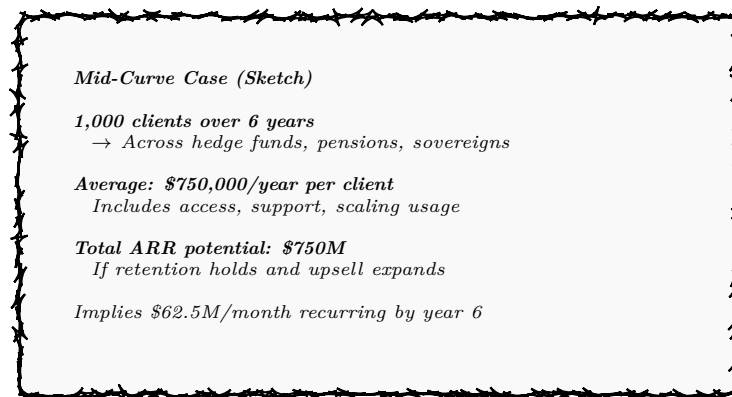 Mid-Curve Case (Sketch)
1,000 clients over 6 years
→ Across hedge funds, pensions, sovereigns
Average: $750,000/year per client
Includes access, support, scaling usage
Total ARR potential: $750M
If retention holds and upsell expands
Implies $62.5M/month recurring by year 6